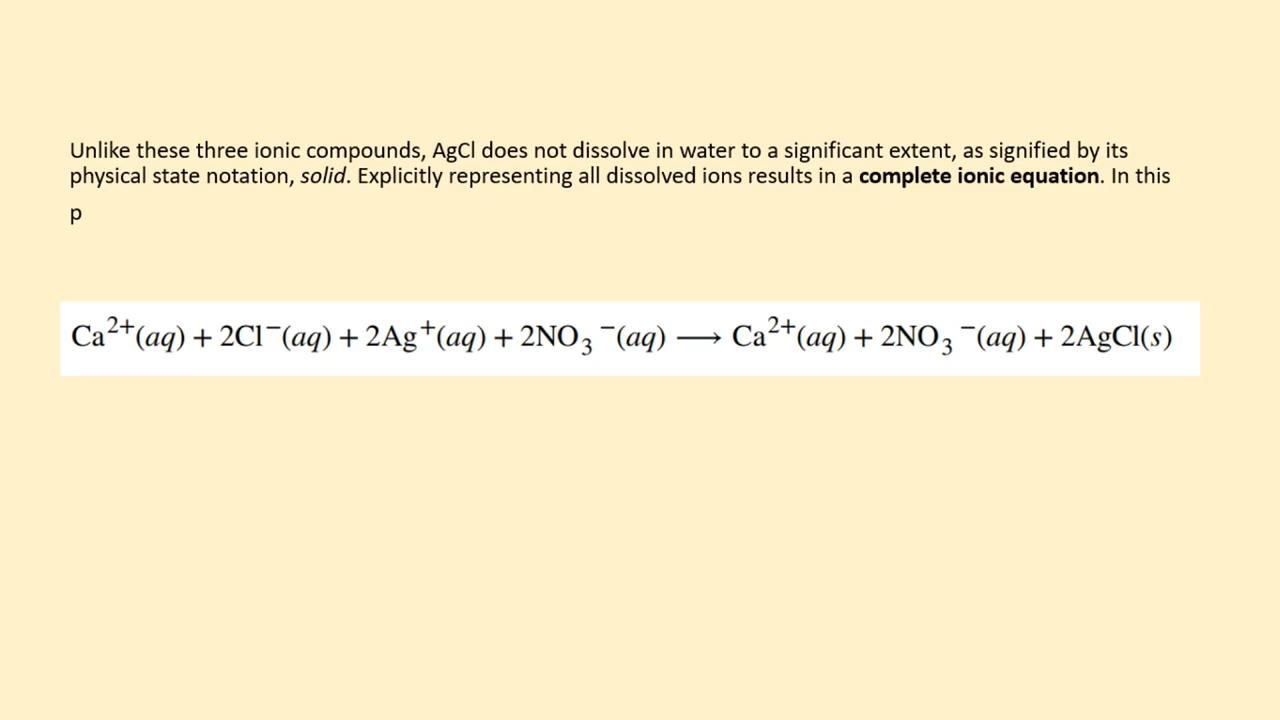 Unlike these three ionic compounds, AgCl does not dissolve in water to a significant extent, as signified by its
physical state notation, solid. Explicitly representing all dissolved ions results in a complete ionic equation. In this
p
Ca²⁺(aq) + 2Cl⁻(aq) + 2Ag⁺(aq) + 2NO₃⁻(aq) ⟶ Ca²⁺(aq) + 2NO₃⁻(aq) + 2AgCl(s)